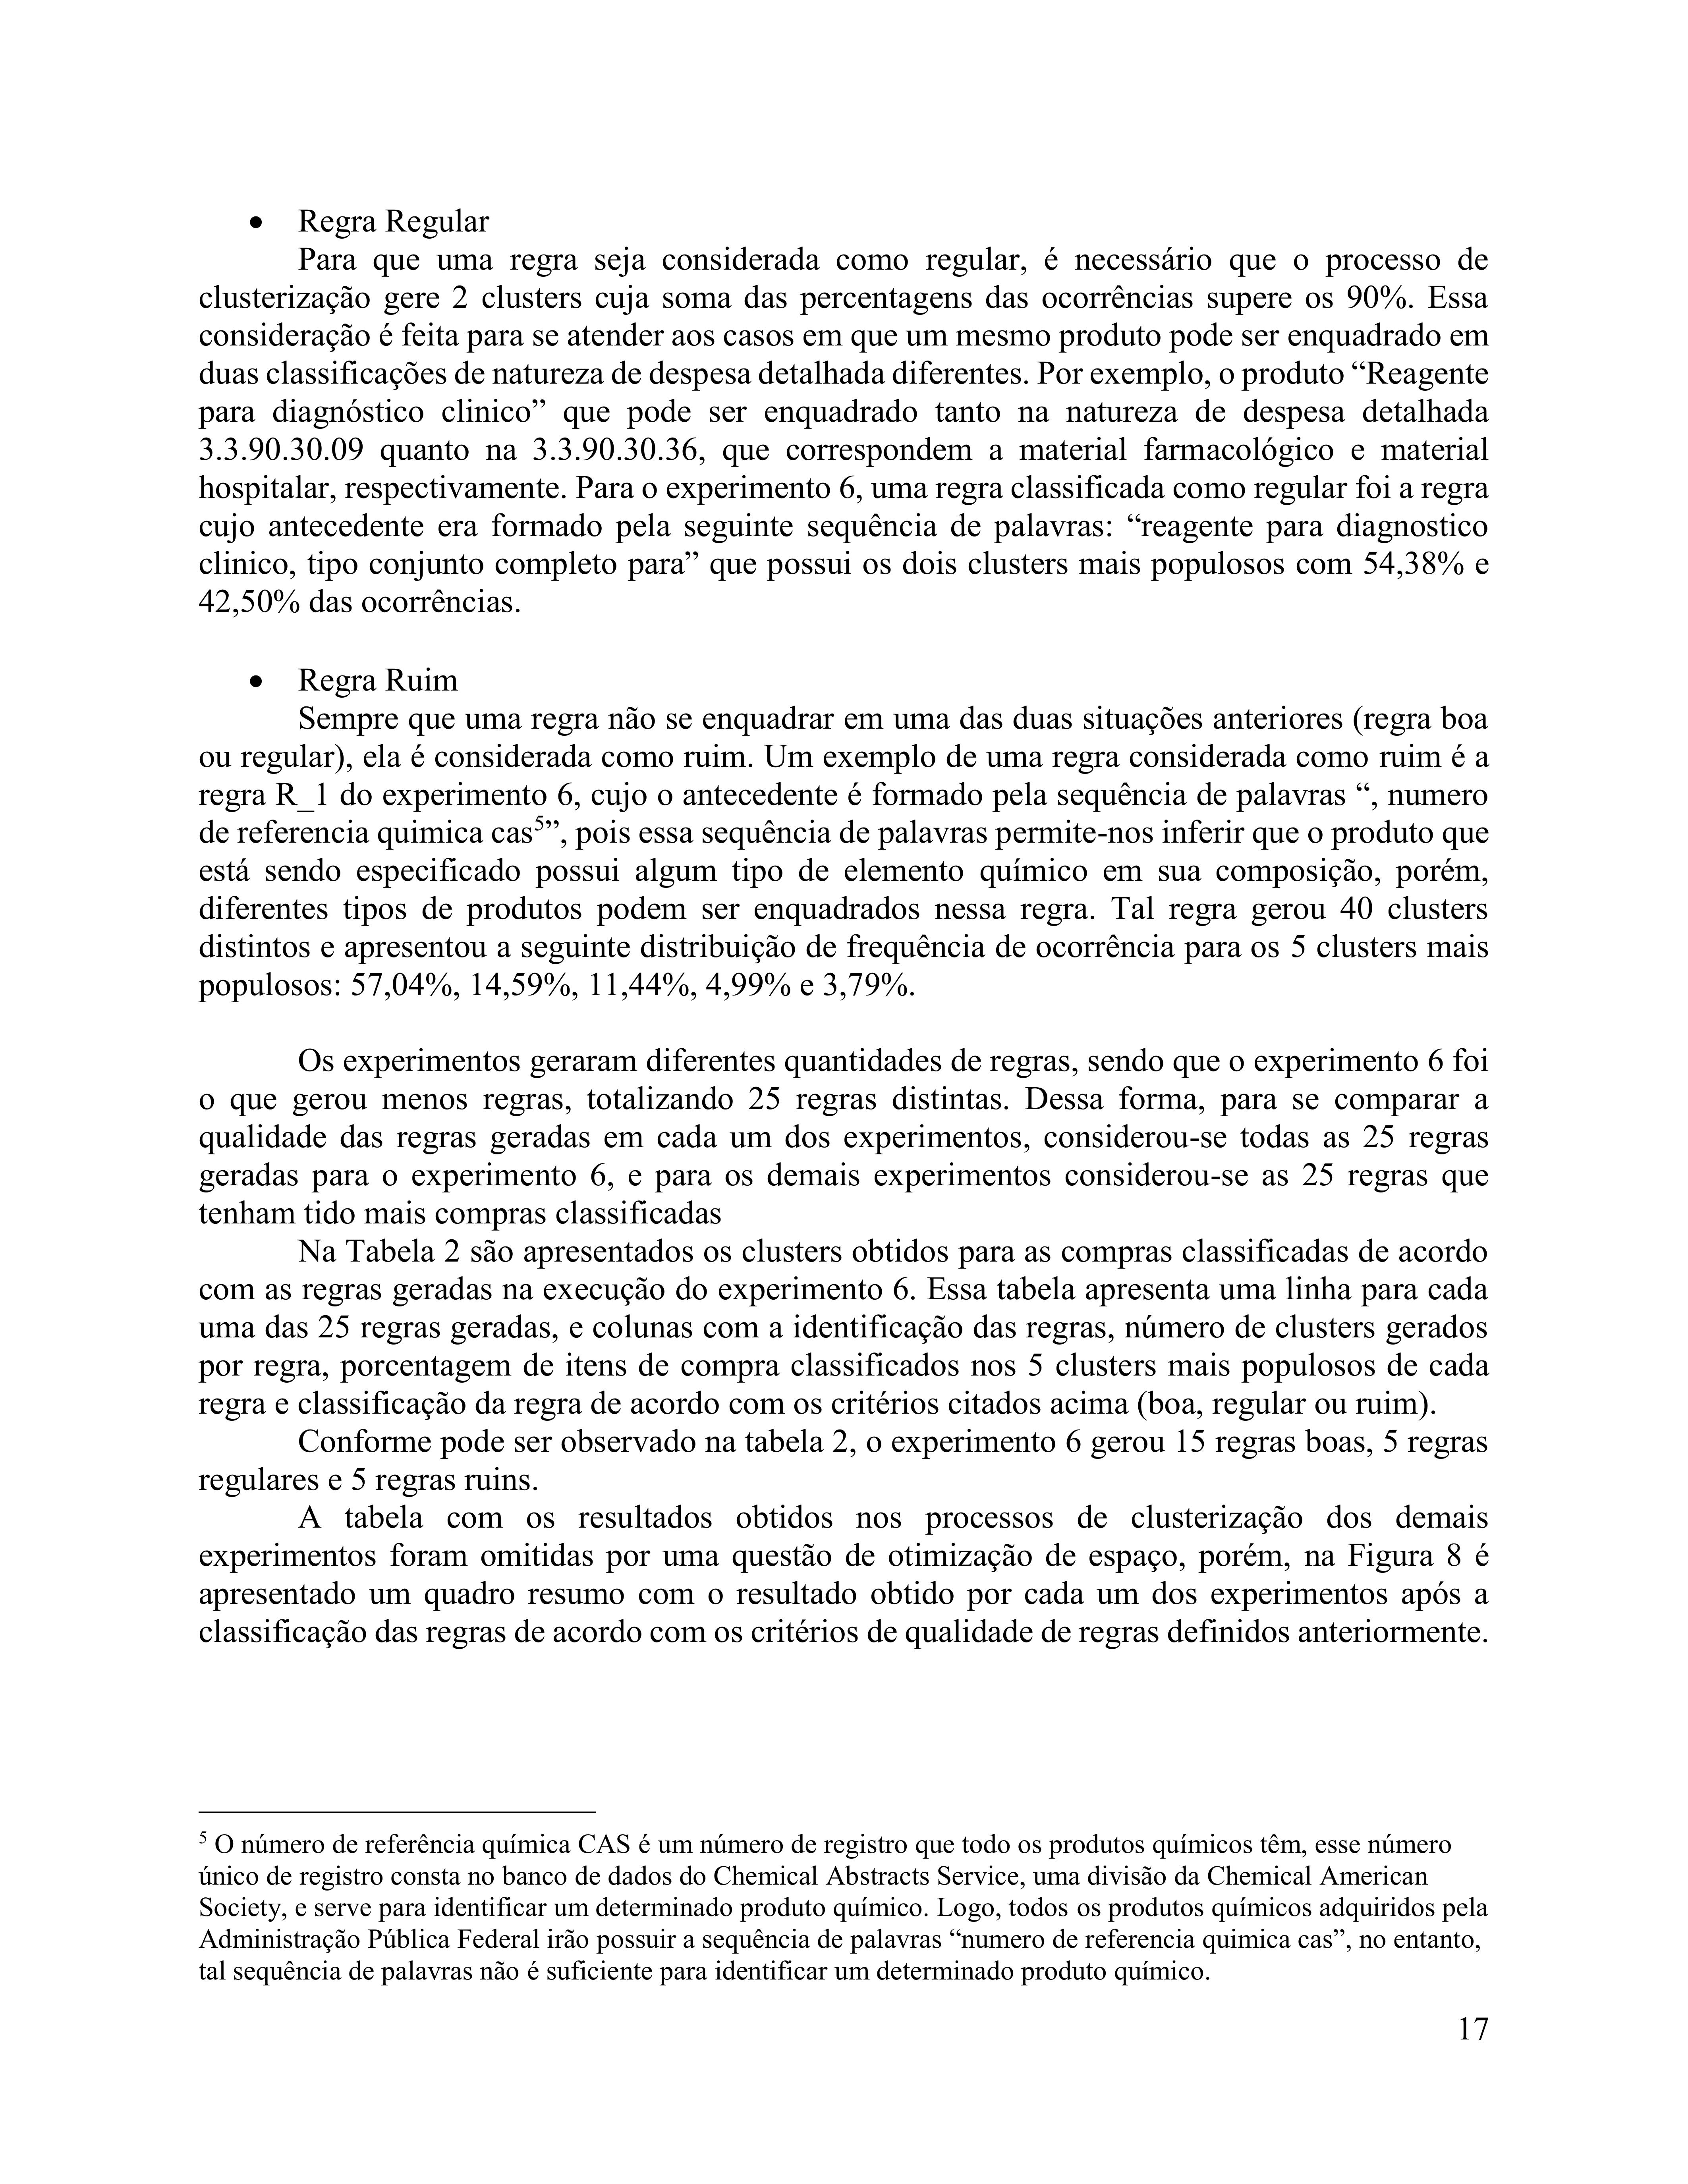 • Regra Regular
Para que uma regra seja considerada como regular, é necessário que o processo de
clusterização gere 2 clusters cuja soma das percentagens das ocorrências supere os 90%. Essa
consideração é feita para se atender aos casos em que um mesmo produto pode ser enquadrado em
duas classificações de natureza de despesa detalhada diferentes. Por exemplo, o produto “Reagente
para diagnóstico clinico” que pode ser enquadrado tanto na natureza de despesa detalhada
3.3.90.30.09 quanto na 3.3.90.30.36, que correspondem a material farmacológico e material
hospitalar, respectivamente. Para o experimento 6, uma regra classificada como regular foi a regra
cujo antecedente era formado pela seguinte sequência de palavras: “reagente para diagnostico
clinico, tipo conjunto completo para” que possui os dois clusters mais populosos com 54,38% e
42,50% das ocorrências.
• Regra Ruim
Sempre que uma regra não se enquadrar em uma das duas situações anteriores (regra boa
ou regular), ela é considerada como ruim. Um exemplo de uma regra considerada como ruim é a
regra R_1 do experimento 6, cujo o antecedente é formado pela sequência de palavras “, numero
de referencia quimica cas5”, pois essa sequência de palavras permite-nos inferir que o produto que
está sendo especificado possui algum tipo de elemento químico em sua composição, porém,
diferentes tipos de produtos podem ser enquadrados nessa regra. Tal regra gerou 40 clusters
distintos e apresentou a seguinte distribuição de frequência de ocorrência para os 5 clusters mais
populosos: 57,04%, 14,59%, 11,44%, 4,99% e 3,79%.
Os experimentos geraram diferentes quantidades de regras, sendo que o experimento 6 foi
o que gerou menos regras, totalizando 25 regras distintas. Dessa forma, para se comparar a
qualidade das regras geradas em cada um dos experimentos, considerou-se todas as 25 regras
geradas para o experimento 6, e para os demais experimentos considerou-se as 25 regras que
tenham tido mais compras classificadas
Na Tabela 2 são apresentados os clusters obtidos para as compras classificadas de acordo
com as regras geradas na execução do experimento 6. Essa tabela apresenta uma linha para cada
uma das 25 regras geradas, e colunas com a identificação das regras, número de clusters gerados
por regra, porcentagem de itens de compra classificados nos 5 clusters mais populosos de cada
regra e classificação da regra de acordo com os critérios citados acima (boa, regular ou ruim).
Conforme pode ser observado na tabela 2, o experimento 6 gerou 15 regras boas, 5 regras
regulares e 5 regras ruins.
A tabela com os resultados obtidos nos processos de clusterização dos demais
experimentos foram omitidas por uma questão de otimização de espaço, porém, na Figura 8 é
apresentado um quadro resumo com o resultado obtido por cada um dos experimentos após a
classificação das regras de acordo com os critérios de qualidade de regras definidos anteriormente.
5 O número de referência química CAS é um número de registro que todo os produtos químicos têm, esse número
único de registro consta no banco de dados do Chemical Abstracts Service, uma divisão da Chemical American
Society, e serve para identificar um determinado produto químico. Logo, todos os produtos químicos adquiridos pela
Administração Pública Federal irão possuir a sequência de palavras “numero de referencia quimica cas”, no entanto,
tal sequência de palavras não é suficiente para identificar um determinado produto químico.
17